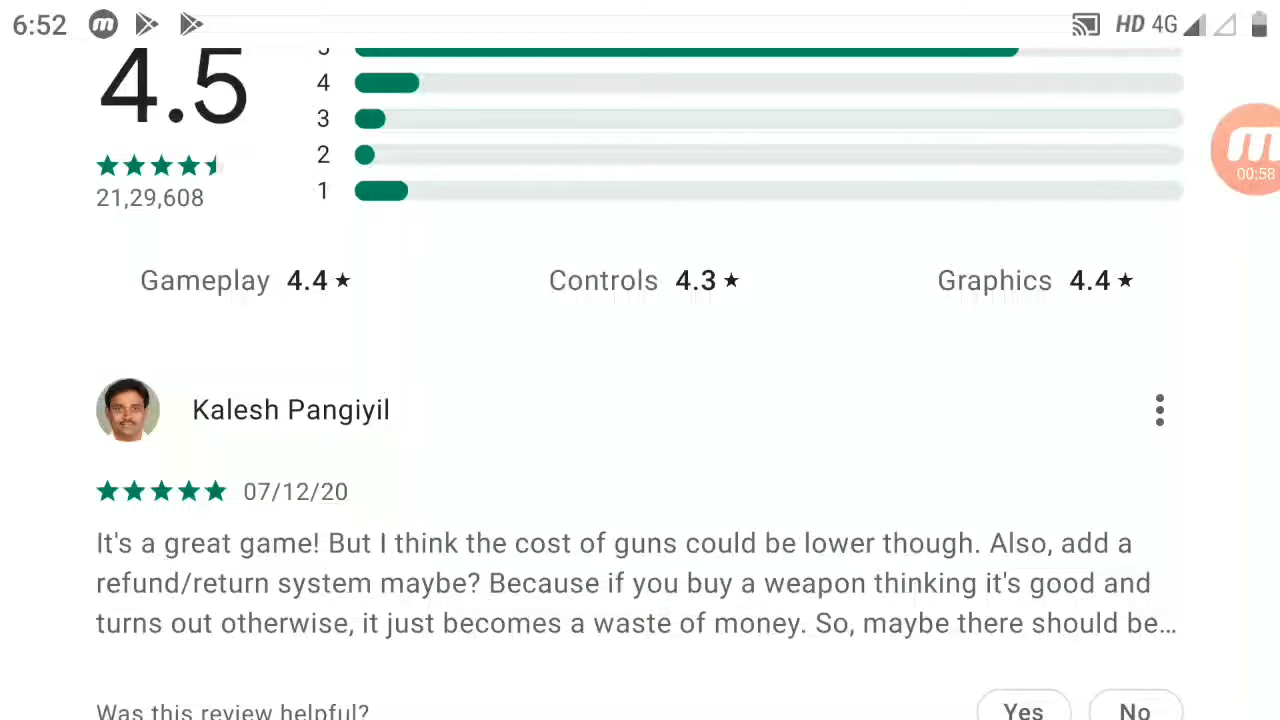 6:52 m HD 4G
5
4.5
4
3
2
21,29,608
1
m
00:58
Gameplay 4.4 ★ Controls 4.3 ★ Graphics 4.4 ★
Kalesh Pangiyil
★★★★★ 07/12/20
It's a great game! But I think the cost of guns could be lower though. Also, add a
refund/return system maybe? Because if you buy a weapon thinking it's good and
turns out otherwise, it just becomes a waste of money. So, maybe there should be...
Was this review helpful? Yes No